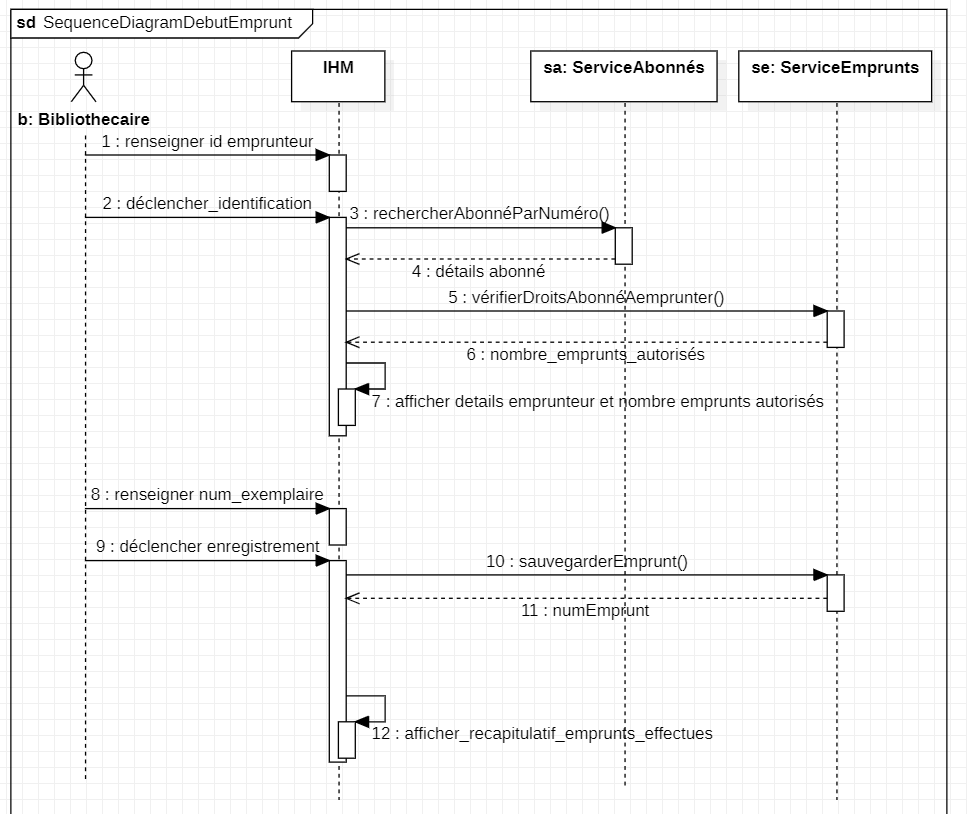 sd SequenceDiagramDebutEmprunt
IHM
sa: ServiceAbonnés
se: ServiceEmprunts
b: Bibliothecaire
1 : renseigner id emprunteur
2 : déclencher_identification
3 : rechercherAbonnéParNuméro()
4 : détails abonné
5 : vérifierDroitsAbonnéAemprunter()
6 : nombre_emprunts_autorisés
7 : afficher details emprunteur et nombre emprunts autorisés
8 : renseigner num_exemplaire
9 : déclencher enregistrement
10 : sauvegarderEmprunt()
11 : numEmprunt
12 : afficher_recapitulatif_emprunts_effectues